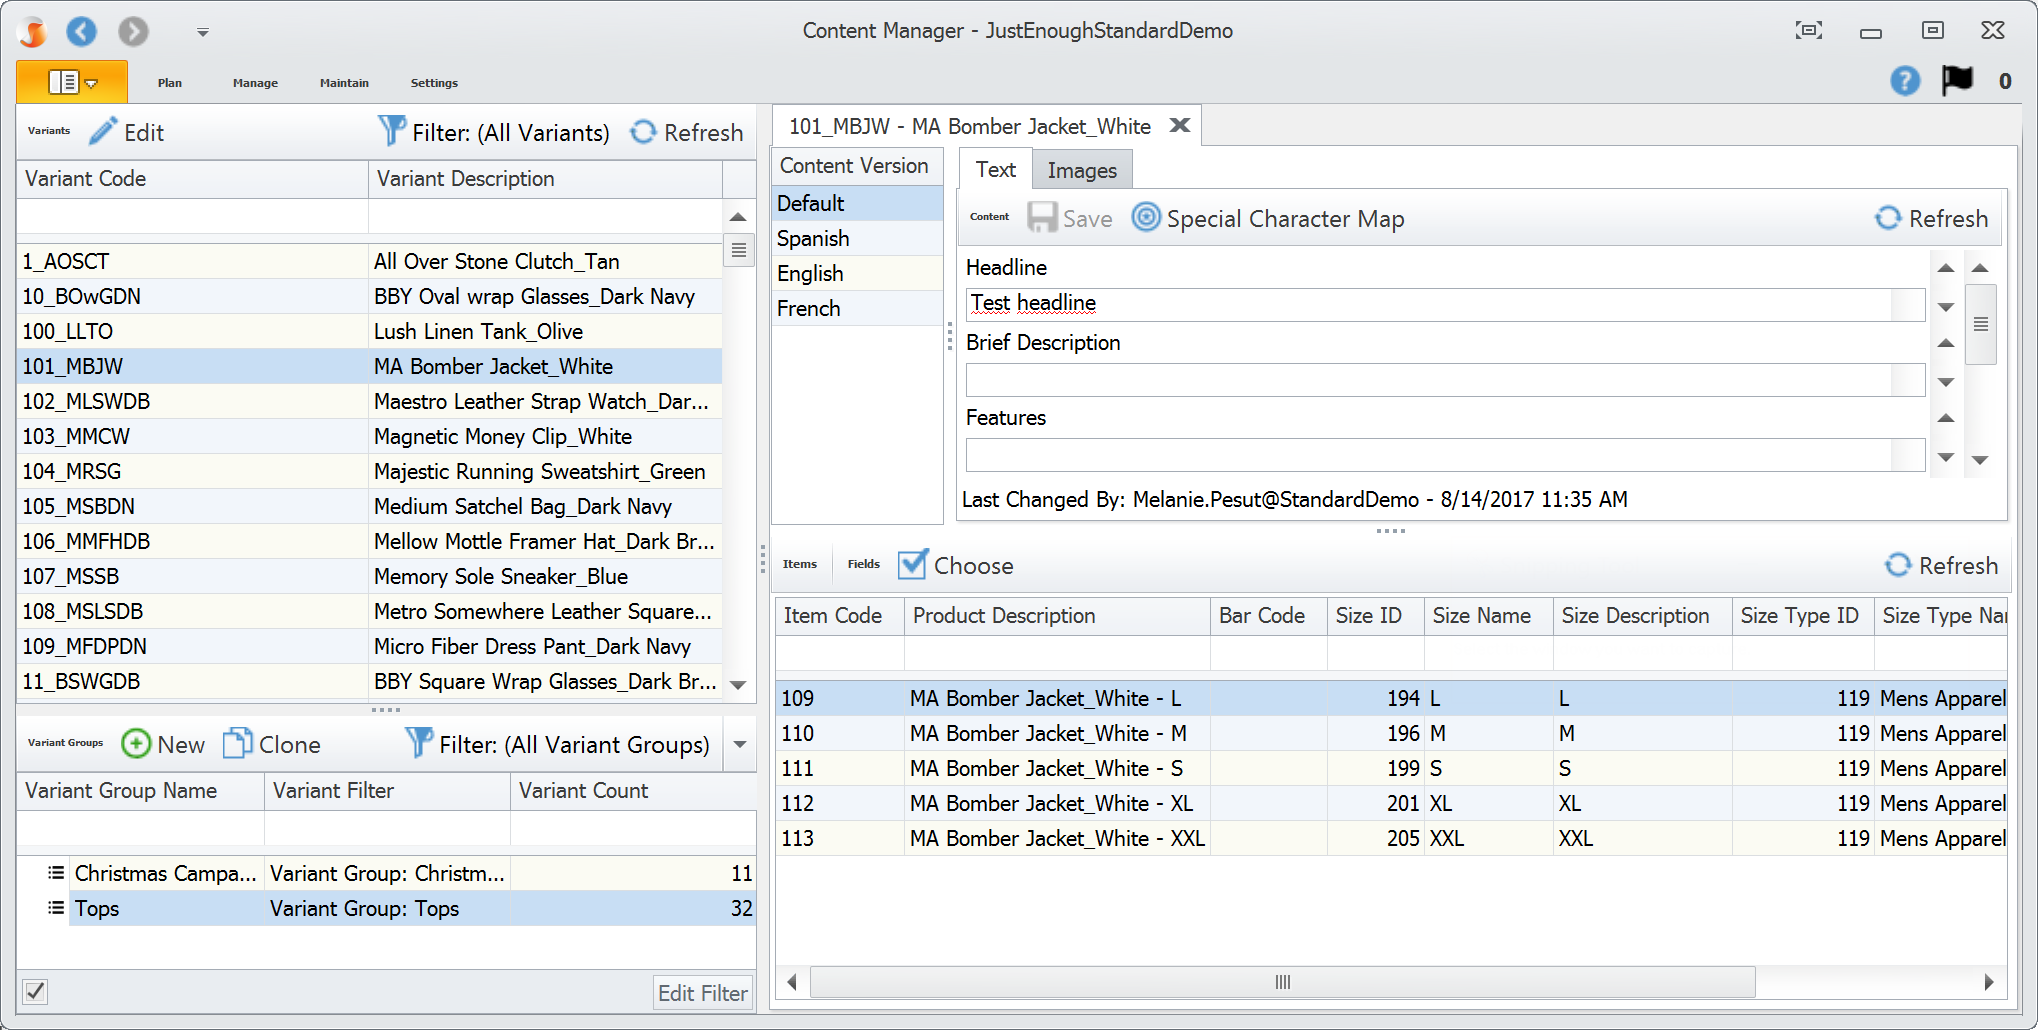 Content Manager - JustEnoughStandardDemo
Plan Manage Maintain Settings
? 0
Variants Edit Filter: (All Variants) Refresh
Variant Code Variant Description
1_AOSCT All Over Stone Clutch_Tan
10_BOwGDN BBY Oval wrap Glasses_Dark Navy
100_LLTO Lush Linen Tank_Olive
101_MBJW MA Bomber Jacket_White
102_MLSWDB Maestro Leather Strap Watch_Dar...
103_MMCW Magnetic Money Clip_White
104_MRSG Majestic Running Sweatshirt_Green
105_MSBDN Medium Satchel Bag_Dark Navy
106_MMFHDB Mellow Mottle Framer Hat_Dark Br...
107_MSSB Memory Sole Sneaker_Blue
108_MSLSDB Metro Somewhere Leather Square...
109_MFDPDN Micro Fiber Dress Pant_Dark Navy
11_BSWGDB BBY Square Wrap Glasses_Dark Br...
Variant Groups New Clone Filter: (All Variant Groups)
Variant Group Name Variant Filter Variant Count
Christmas Campa... Variant Group: Christm... 11
Tops Variant Group: Tops 32
Edit Filter
101_MBJW - MA Bomber Jacket_White
Content Version
Default
Spanish
English
French
Text Images
Content Save Special Character Map Refresh
Headline
Test headline
Brief Description
Features
Last Changed By: Melanie.Pesut@StandardDemo - 8/14/2017 11:35 AM
Items Fields Choose Refresh
Item Code Product Description Bar Code Size ID Size Name Size Description Size Type ID Size Type Nar
109 MA Bomber Jacket_White - L 194 L L 119 Mens Apparel
110 MA Bomber Jacket_White - M 196 M M 119 Mens Apparel
111 MA Bomber Jacket_White - S 199 S S 119 Mens Apparel
112 MA Bomber Jacket_White - XL 201 XL XL 119 Mens Apparel
113 MA Bomber Jacket_White - XXL 205 XXL XXL 119 Mens Apparel